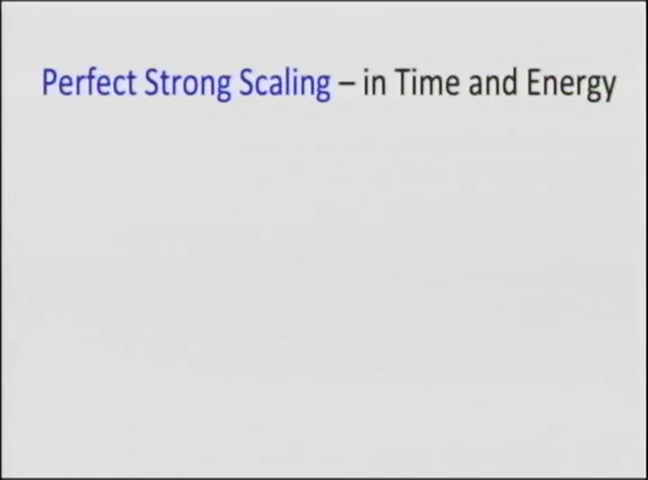 Perfect Strong Scaling – in Time and Energy